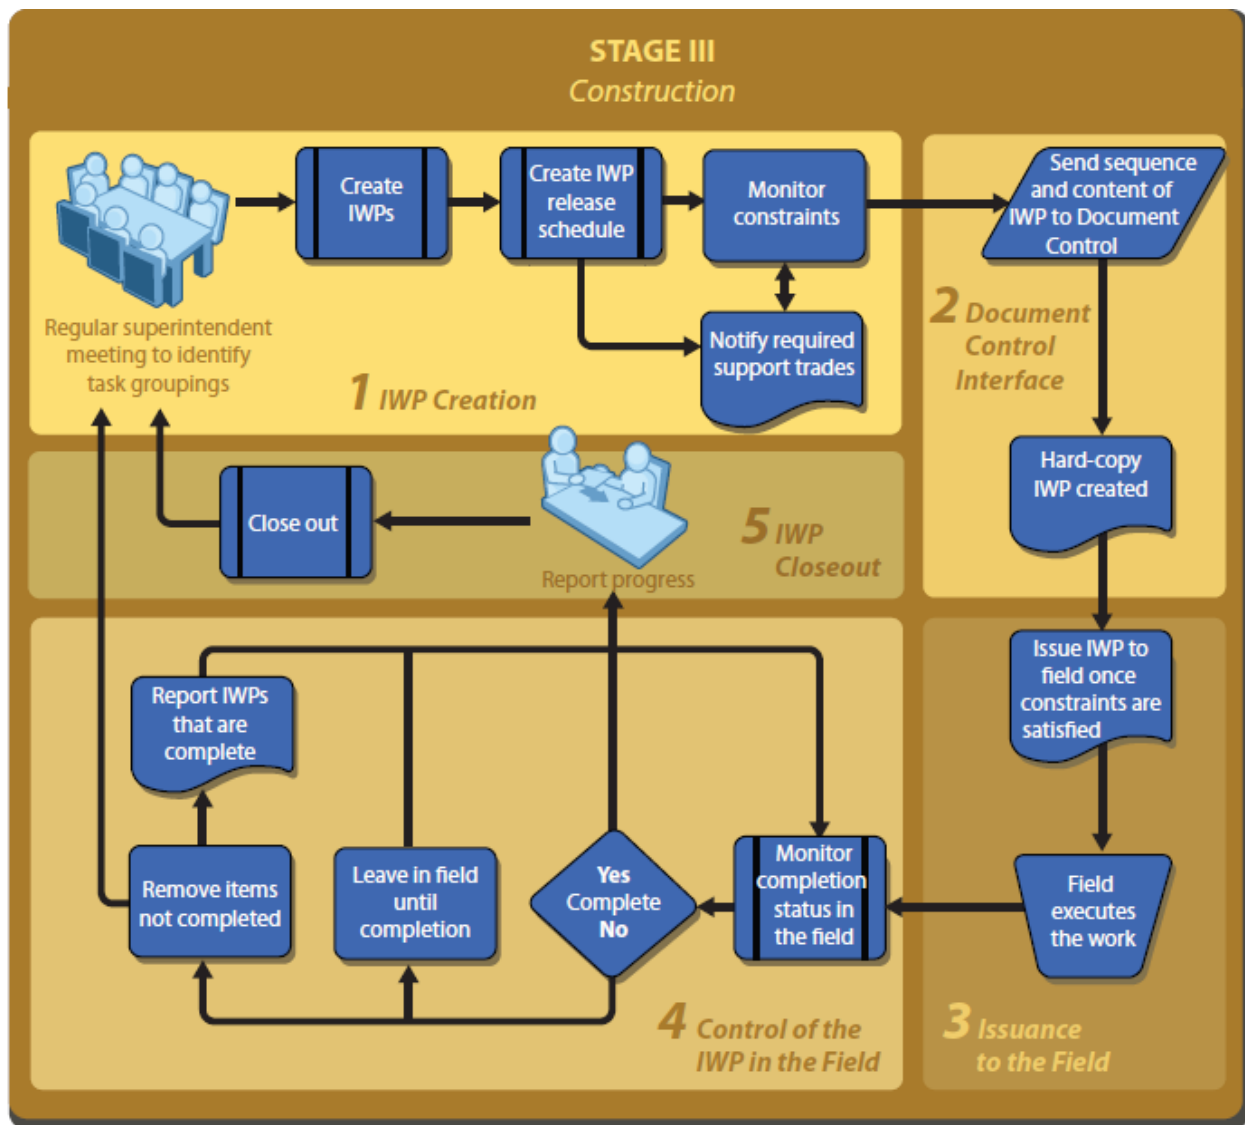 STAGE III
Construction
Create
IWPs
Create IWP
release
schedule
Monitor
constraints
Regular superintendent
meeting to identify
task groupings
Notify required
support trades
1 IWP Creation
Send sequence
and content of
IWP to Document
Control
2 Document
Control
Interface
Hard-copy
IWP created
Close out
Report progress
5 IWP
Closeout
Issue IWP to
field once
constraints are
satisfied
Field
executes
the work
3 Issuance
to the Field
Report IWPs
that are
complete
Remove items
not completed
Leave in field
until
completion
Yes
Complete
No
Monitor
completion
status in
the field
4 Control of the
IWP in the Field